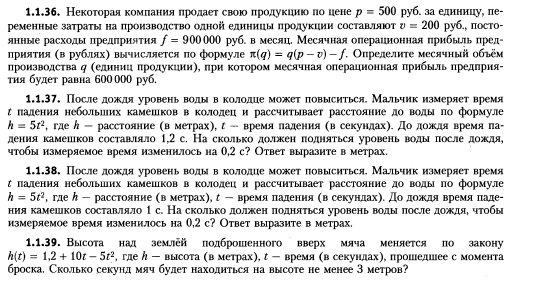 1.1.36. Некоторая компания продает свою продукцию по цене p = 500 руб. за единицу, пе-
ременные затраты на производство одной единицы продукции составляют v = 200 руб., посто-
янные расходы предприятия f = 900 000 руб. в месяц. Месячная операционная прибыль пред-
приятия (в рублях) вычисляется по формуле π(q) = q(p − v) − f. Определите месячный объём
производства q (единиц продукции), при котором месячная операционная прибыль предприя-
тия будет равна 600 000 руб.
1.1.37. После дождя уровень воды в колодце может повыситься. Мальчик измеряет время
t падения небольших камешков в колодец и рассчитывает расстояние до воды по формуле
h = 5t², где h — расстояние (в метрах), t — время падения (в секундах). До дождя время па-
дения камешков составляло 1,2 с. На сколько должен подняться уровень воды после дождя,
чтобы измеряемое время изменилось на 0,2 с? Ответ выразите в метрах.
1.1.38. После дождя уровень воды в колодце может повыситься. Мальчик измеряет время
t падения небольших камешков в колодец и рассчитывает расстояние до воды по формуле
h = 5t², где h — расстояние (в метрах), t — время падения (в секундах). До дождя время паде-
ния камешков составляло 1 с. На сколько должен подняться уровень воды после дождя, чтобы
измеряемое время изменилось на 0,2 с? Ответ выразите в метрах.
1.1.39. Высота над землёй подброшенного вверх мяча меняется по закону
h(t) = 1,2 + 10t − 5t², где h — высота (в метрах), t — время (в секундах), прошедшее с момента
броска. Сколько секунд мяч будет находиться на высоте не менее 3 метров?